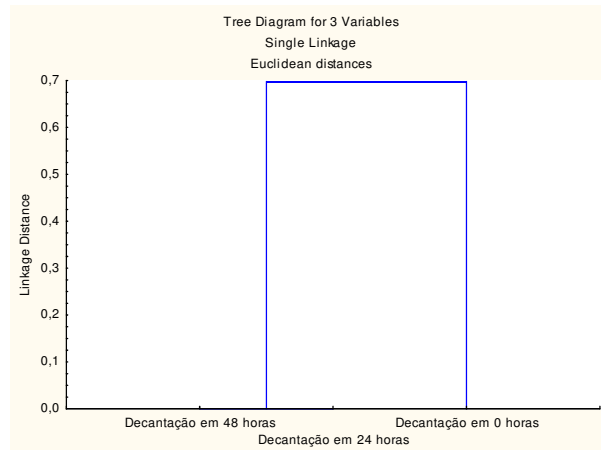 Tree Diagram for 3 Variables
Single Linkage
Euclidean distances
Linkage Distance
0,7
0,6
0,5
0,4
0,3
0,2
0,1
0,0
Decantação em 48 horas
Decantação em 0 horas
Decantação em 24 horas